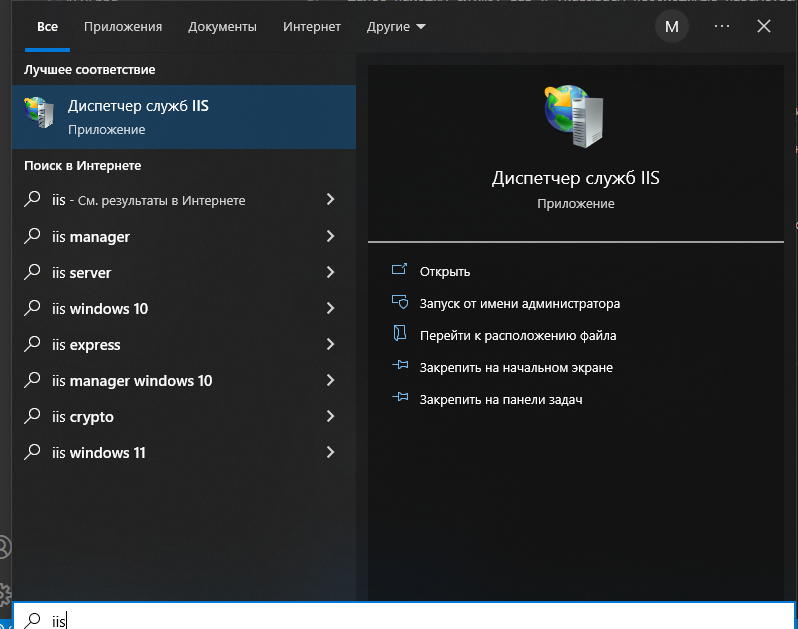 Все Приложения Документы Интернет Другие M ...
Лучшее соответствие
Диспетчер служб IIS
Приложение
Поиск в Интернете
iis - См. результаты в Интернете
iis manager
iis server
iis windows 10
iis express
iis manager windows 10
iis crypto
iis windows 11
Диспетчер служб IIS
Приложение
Открыть
Запуск от имени администратора
Перейти к расположению файла
Закрепить на начальном экране
Закрепить на панели задач
iis